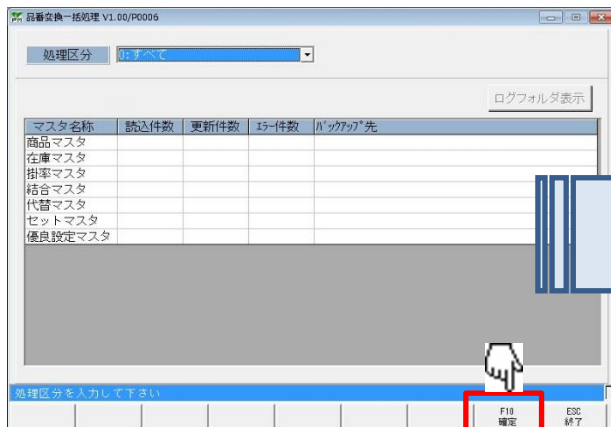 品番変換一括処理 V1.00/P0006
処理区分 0:すべて
ログフォルダ表示
マスタ名称 読込件数 更新件数 ｴﾗｰ件数 ﾊﾞｯｸｱｯﾌﾟ先
商品マスタ
在庫マスタ
掛率マスタ
結合マスタ
代替マスタ
セットマスタ
優良設定マスタ
処理区分を入力して下さい
F10 ESC
確定 終了